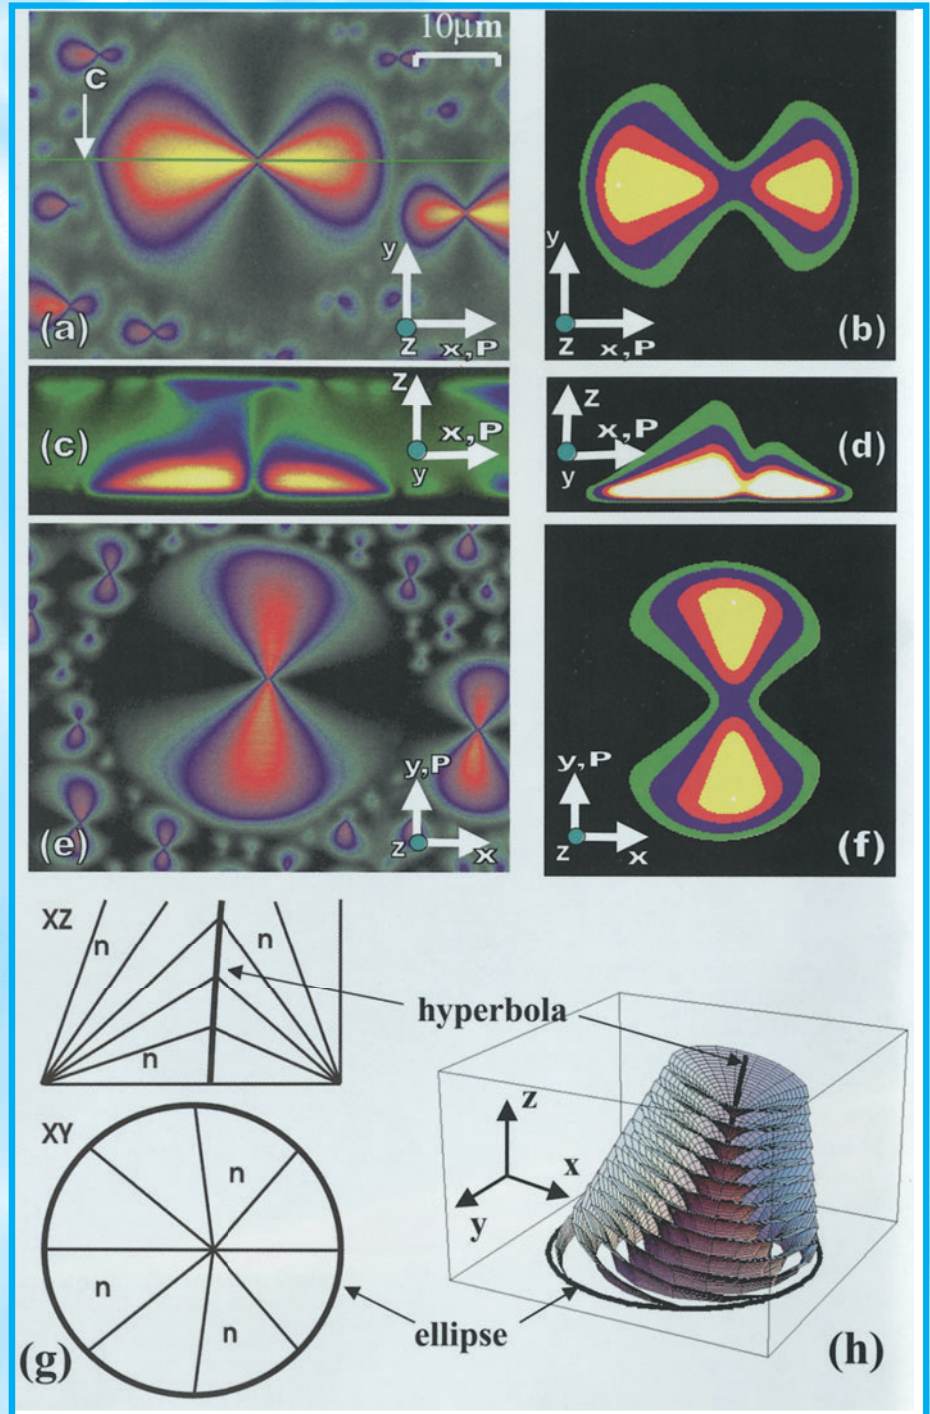 10μm
C
y
z
x, P
(a)
y
z
x, P
(b)
z
x, P
y
(c)
z
x, P
y
(d)
y, P
z
x
(e)
y, P
z
x
(f)
XZ
n
n
n
hyperbola
XY
n
n
n
ellipse
(g)
z
x
y
(h)